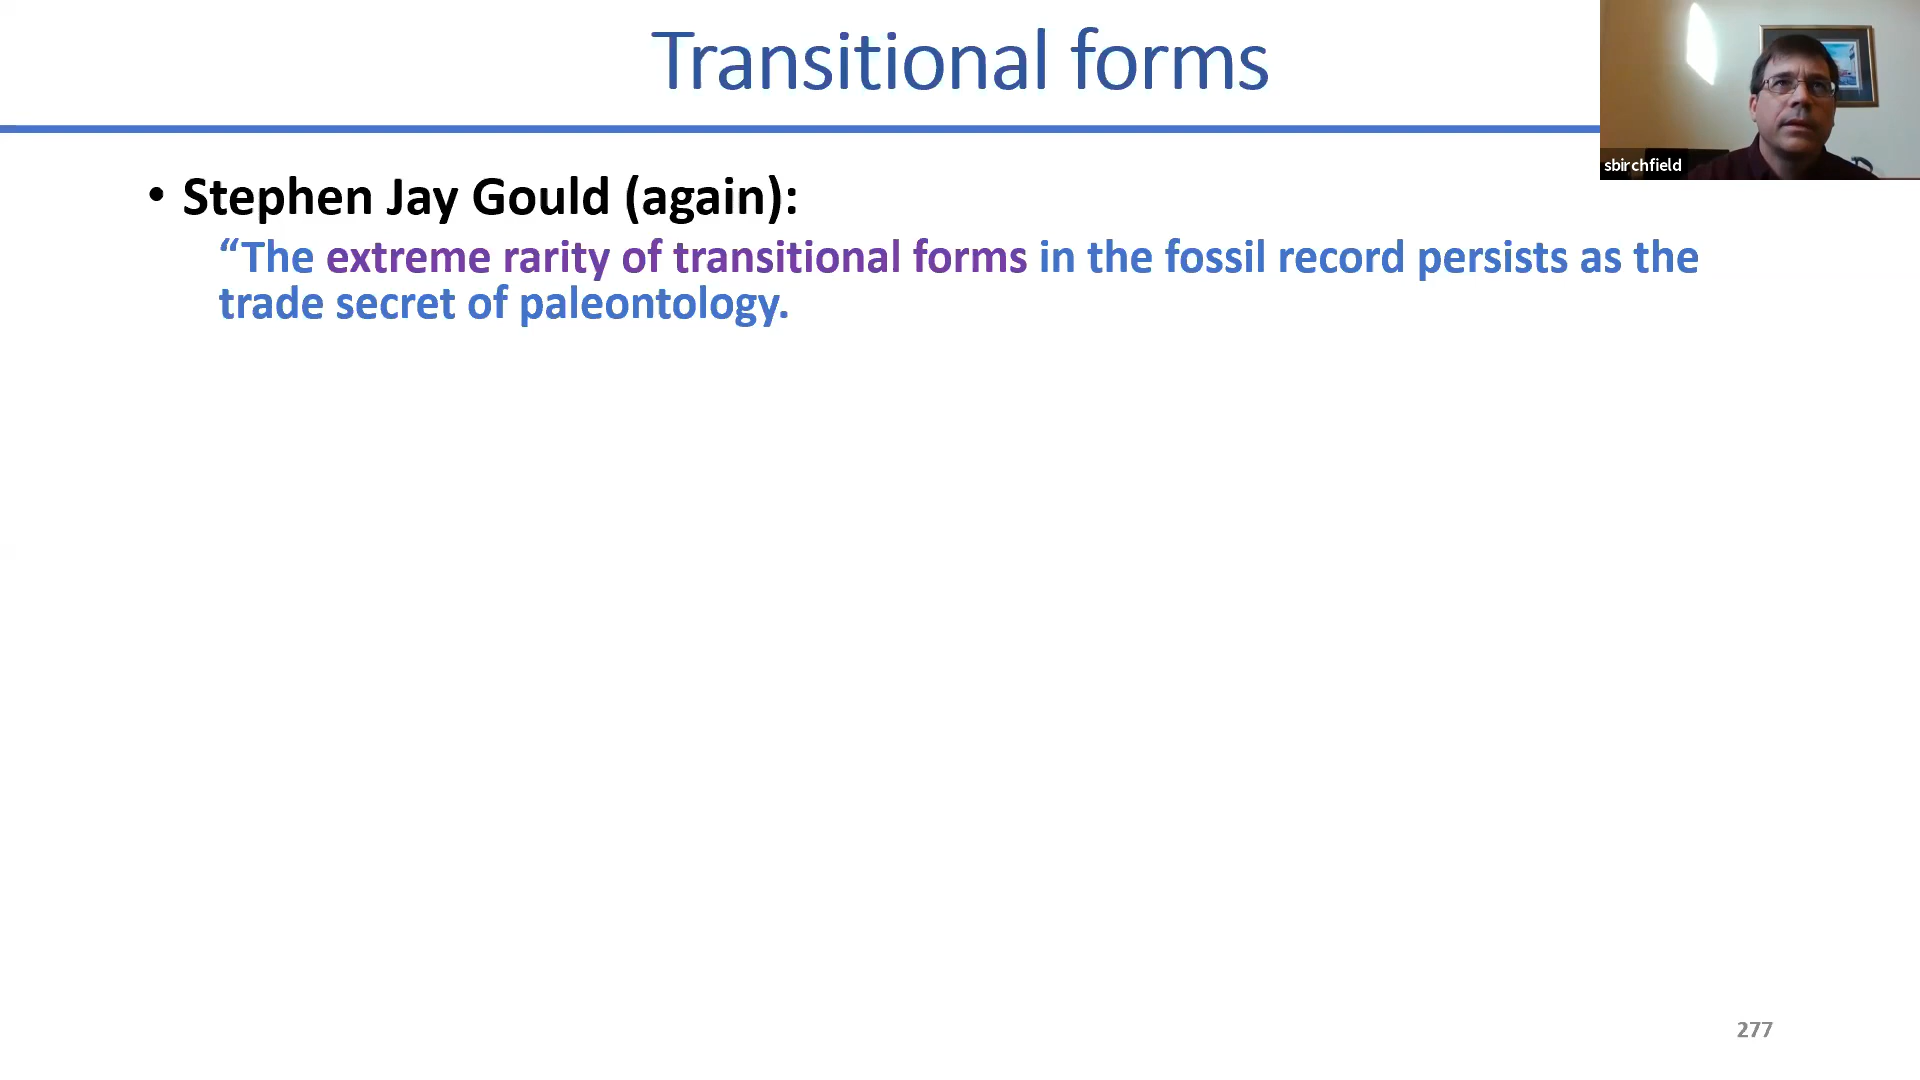 Transitional forms
sbirchfield
• Stephen Jay Gould (again):
“The extreme rarity of transitional forms in the fossil record persists as the
trade secret of paleontology.
277